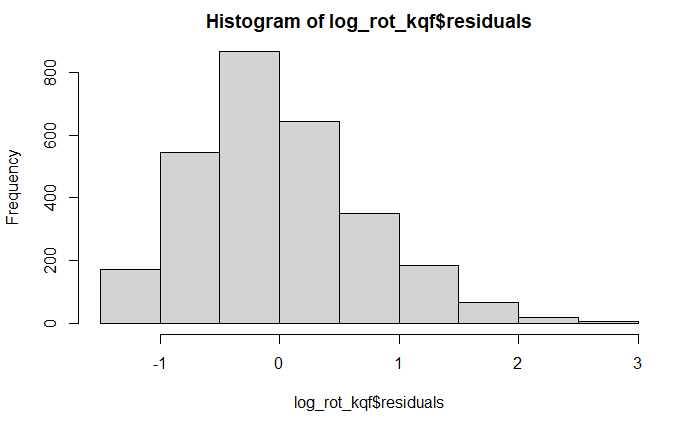 Histogram of log_rot_kqf$residuals
Frequency
800
600
400
200
0
-1 0 1 2 3
log_rot_kqf$residuals